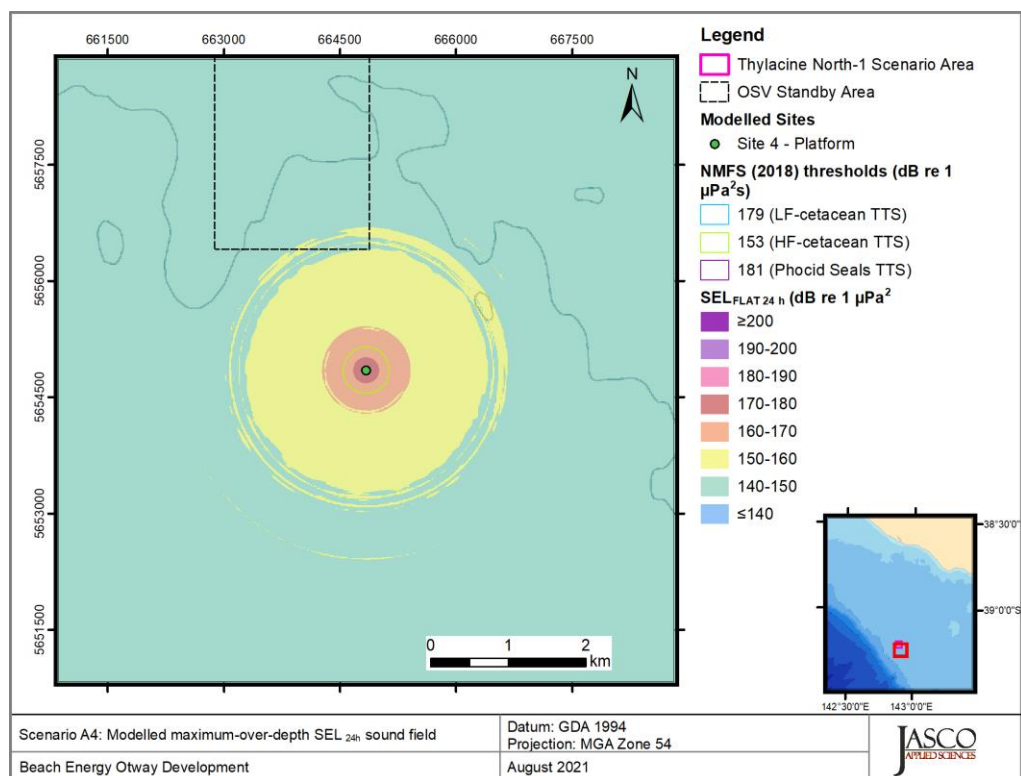 661500 663000 664500 666000 667500
5657500
5656000
5654500
5653000
5651500
N
0 1 2
km
Legend
Thylacine North-1 Scenario Area
OSV Standby Area
Modelled Sites
Site 4 - Platform
NMFS (2018) thresholds (dB re 1
µPa²s)
179 (LF-cetacean TTS)
153 (HF-cetacean TTS)
181 (Phocid Seals TTS)
SEL FLAT 24 h (dB re 1 µPa²
≥200
190-200
180-190
170-180
160-170
150-160
140-150
≤140
38°30'0"
39°0'0"S
142°30'0"E 143°0'0"E
Scenario A4: Modelled maximum-over-depth SEL 24h sound field
Datum: GDA 1994
Projection: MGA Zone 54
Beach Energy Otway Development
August 2021
JASCO
APPLIED SCIENCES